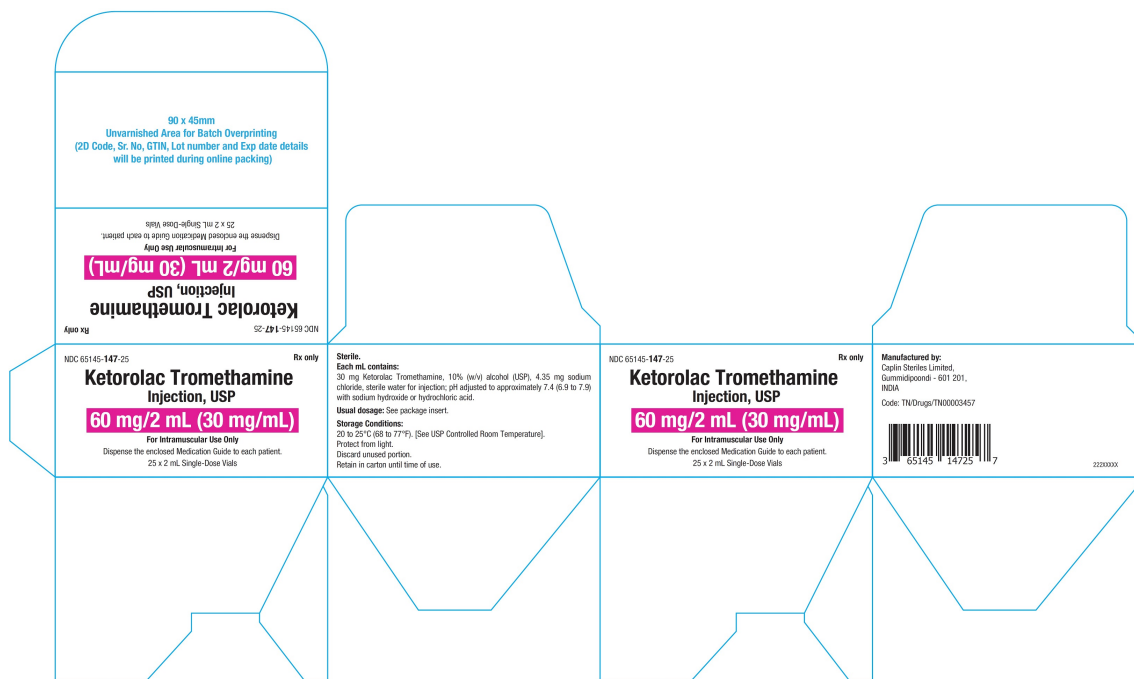 90 x 45mm
Unvarnished Area for Batch Overprinting
(2D Code, Sr. No, GTIN, Lot number and Exp date details
will be printed during online packing)
NDC 65145-147-25 Rx only
Ketorolac Tromethamine
Injection, USP
60 mg/2 mL (30 mg/mL)
For Intramuscular Use Only
Dispense the enclosed Medication Guide to each patient.
25 x 2 mL Single-Dose Vials
NDC 65145-147-25 Rx only
Ketorolac Tromethamine
Injection, USP
60 mg/2 mL (30 mg/mL)
For Intramuscular Use Only
Dispense the enclosed Medication Guide to each patient.
25 x 2 mL Single-Dose Vials
Sterile.
Each mL contains:
30 mg Ketorolac Tromethamine, 10% (w/v) alcohol (USP), 4.35 mg sodium
chloride, sterile water for injection; pH adjusted to approximately 7.4 (6.9 to 7.9)
with sodium hydroxide or hydrochloric acid.
Usual dosage: See package insert.
Storage Conditions:
20 to 25°C (68 to 77°F). [See USP Controlled Room Temperature].
Protect from light.
Discard unused portion.
Retain in carton until time of use.
NDC 65145-147-25 Rx only
Ketorolac Tromethamine
Injection, USP
60 mg/2 mL (30 mg/mL)
For Intramuscular Use Only
Dispense the enclosed Medication Guide to each patient.
25 x 2 mL Single-Dose Vials
Manufactured by:
Caplin Steriles Limited,
Gummidipoondi - 601 201,
INDIA
Code: TN/Drugs/TN00003457
3 65145 14725 7
222XXXXX